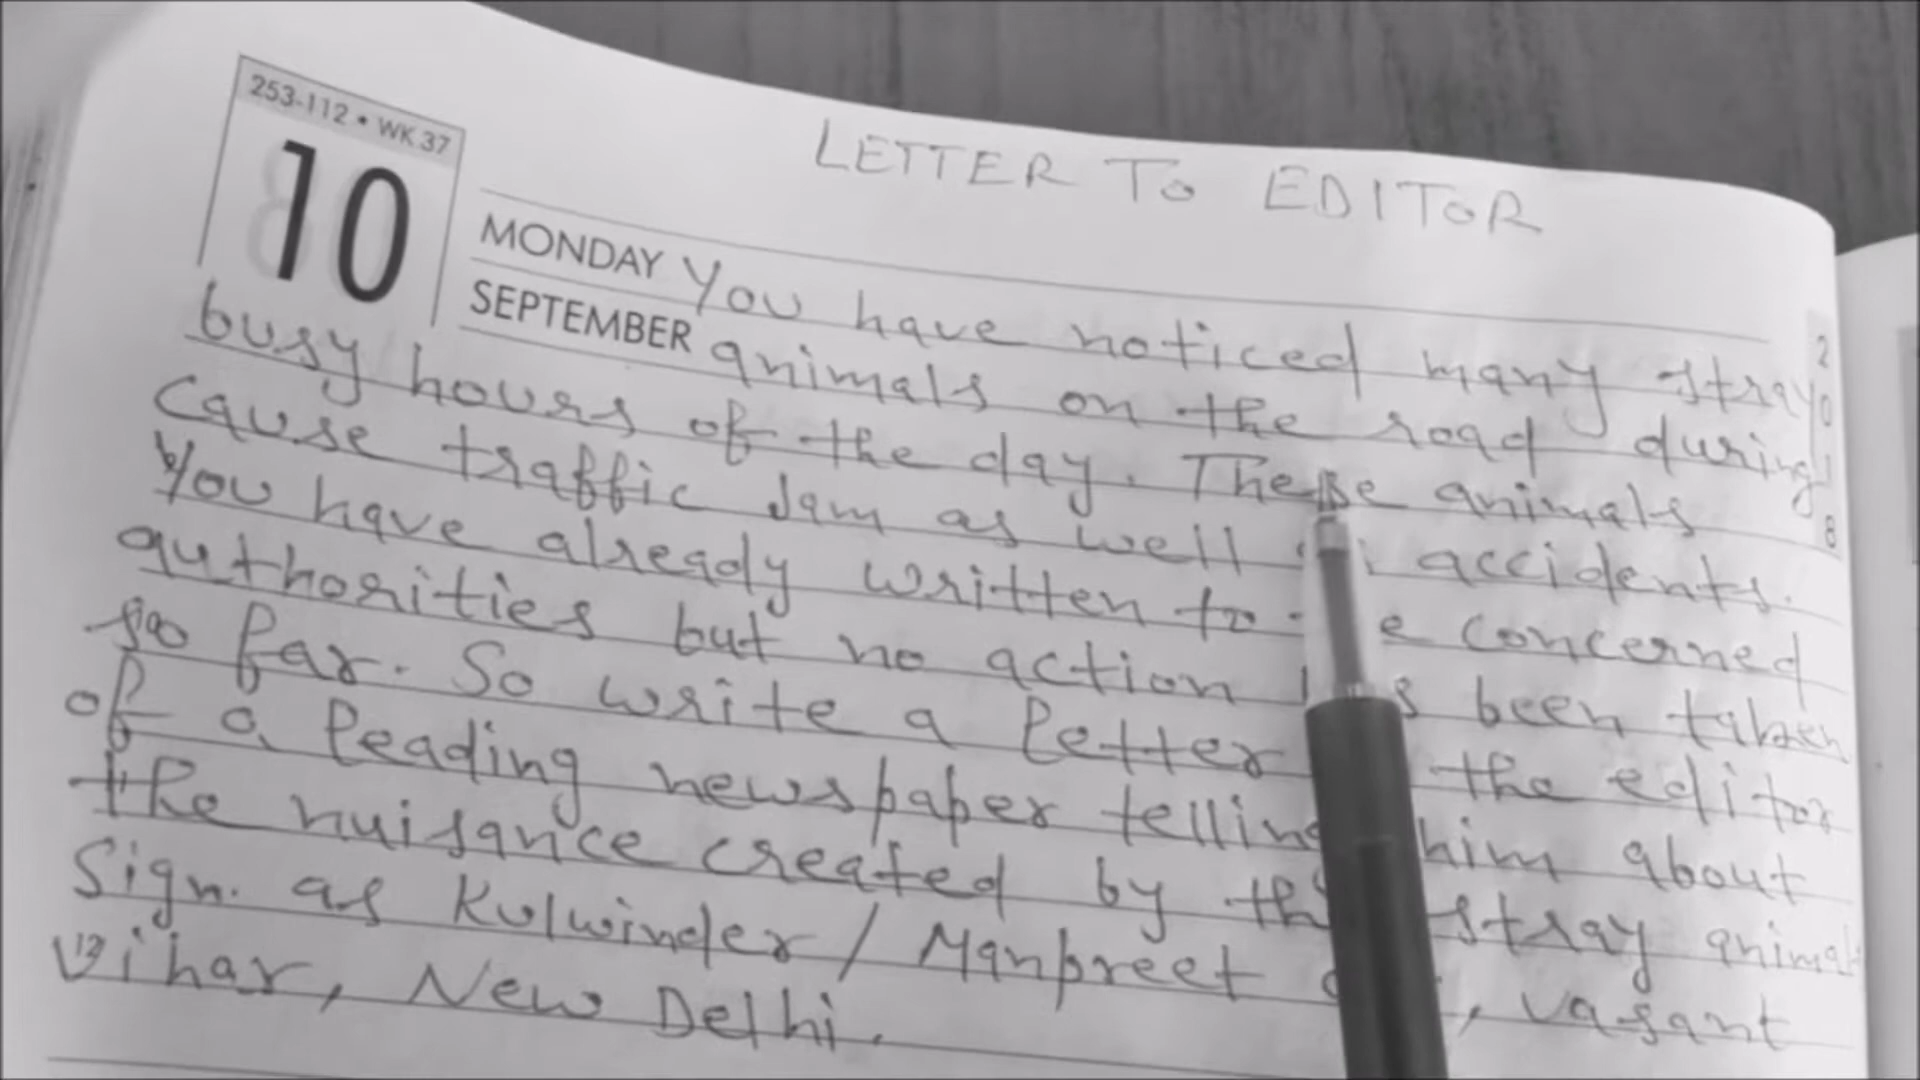 253-112 • WK 37
10
LETTER TO EDITOR
MONDAY
SEPTEMBER
2018
You have noticed many stray
animals on the road during
busy hours of the day. These animals
cause traffic Jam as well accidents.
You have already written to concerned
authorities but no action been taken
so far. So write a letter the editor
of a leading newspaper telling him about
the nuisance created by stray animals
Sign. as Kulwinder / Manpreet , Vasant
Vihar, New Delhi.